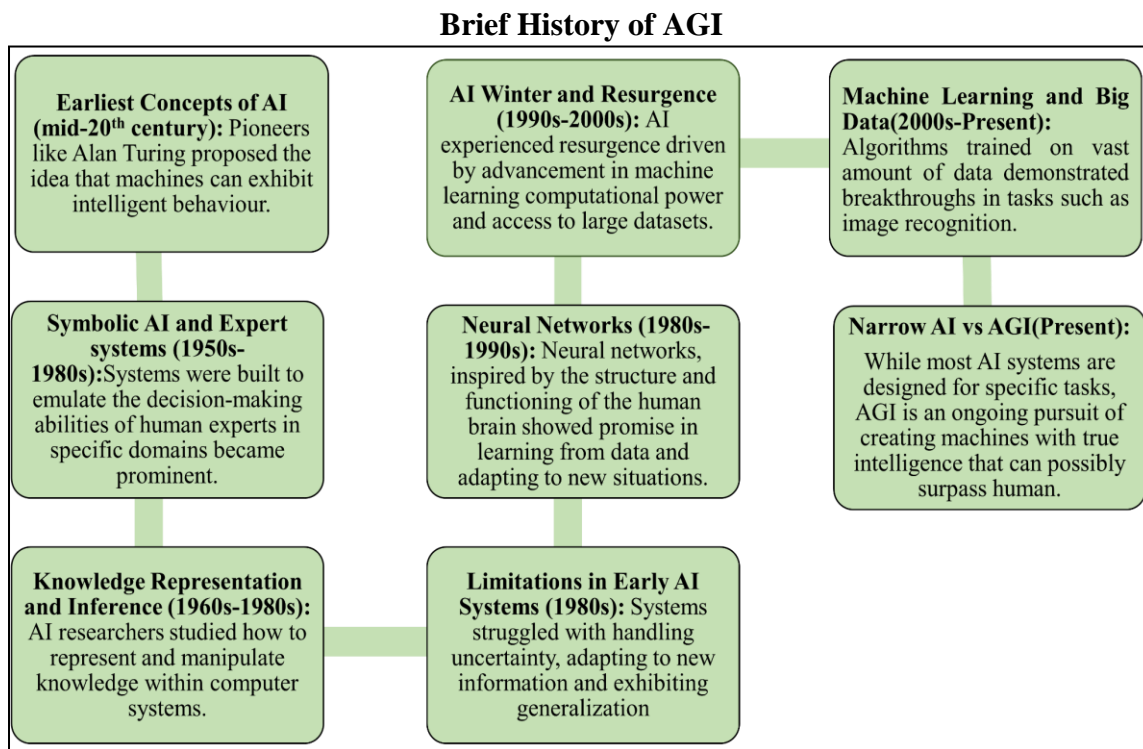 Brief History of AGI
Earliest Concepts of AI
(mid-20th century): Pioneers
like Alan Turing proposed the
idea that machines can exhibit
intelligent behaviour.
Symbolic AI and Expert
systems (1950s-
1980s):Systems were built to
emulate the decision-making
abilities of human experts in
specific domains became
prominent.
Knowledge Representation
and Inference (1960s-1980s):
AI researchers studied how to
represent and manipulate
knowledge within computer
systems.
Limitations in Early AI
Systems (1980s): Systems
struggled with handling
uncertainty, adapting to new
information and exhibiting
generalization
Neural Networks (1980s-
1990s): Neural networks,
inspired by the structure and
functioning of the human
brain showed promise in
learning from data and
adapting to new situations.
AI Winter and Resurgence
(1990s-2000s): AI
experienced resurgence driven
by advancement in machine
learning computational power
and access to large datasets.
Machine Learning and Big
Data(2000s-Present):
Algorithms trained on vast
amount of data demonstrated
breakthroughs in tasks such as
image recognition.
Narrow AI vs AGI(Present):
While most AI systems are
designed for specific tasks,
AGI is an ongoing pursuit of
creating machines with true
intelligence that can possibly
surpass human.